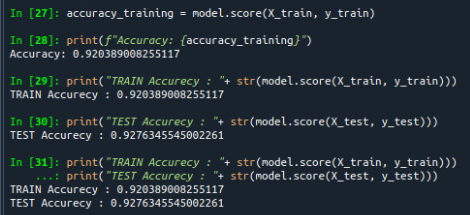 In [27]: accuracy_training = model.score(X_train, y_train)
In [28]: print(f"Accuracy: {accuracy_training}")
Accuracy: 0.920389008255117
In [29]: print("TRAIN Accurecy : "+ str(model.score(X_train, y_train)))
TRAIN Accurecy : 0.920389008255117
In [30]: print("TEST Accurecy : "+ str(model.score(X_test, y_test)))
TEST Accurecy : 0.9276345545002261
In [31]: print("TRAIN Accurecy : "+ str(model.score(X_train, y_train)))
    ...: print("TEST Accurecy : "+ str(model.score(X_test, y_test)))
TRAIN Accurecy : 0.920389008255117
TEST Accurecy : 0.9276345545002261